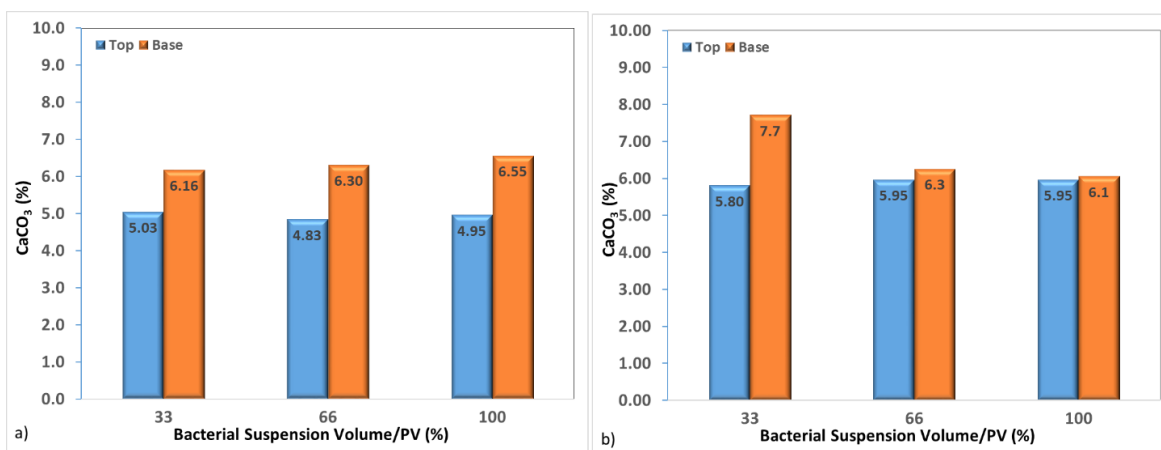 10.0
9.0
8.0
7.0
6.0
5.0
4.0
3.0
2.0
1.0
0.0
CaCO3 (%)
Top Base
5.03 6.16 4.83 6.30 4.95 6.55
33 66 100
Bacterial Suspension Volume/PV (%)
a)
10.00
9.00
8.00
7.00
6.00
5.00
4.00
3.00
2.00
1.00
0.00
CaCO3 (%)
Top Base
5.80 7.7 5.95 6.3 5.95 6.1
33 66 100
Bacterial Suspension Volume/PV (%)
b)